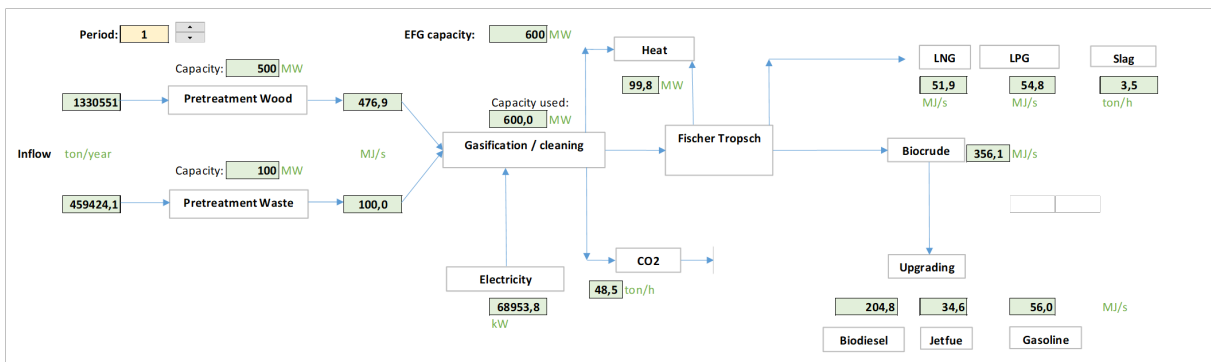 Period: 1
EFG capacity: 600 MW
Heat
LNG LPG Slag
Capacity: 500 MW
99,8 MW
51,9 54,8 3,5
MJ/s MJ/s ton/h
1330551 Pretreatment Wood 476,9
Capacity used:
600,0 MW
Gasification / cleaning
Fischer Tropsch
Inflow ton/year MJ/s
Biocrude 356,1 MJ/s
Capacity: 100 MW
459424,1 Pretreatment Waste 100,0
CO2
Upgrading
Electricity
48,5 ton/h
68953,8
kW
204,8 34,6 56,0 MJ/s
Biodiesel Jetfue Gasoline